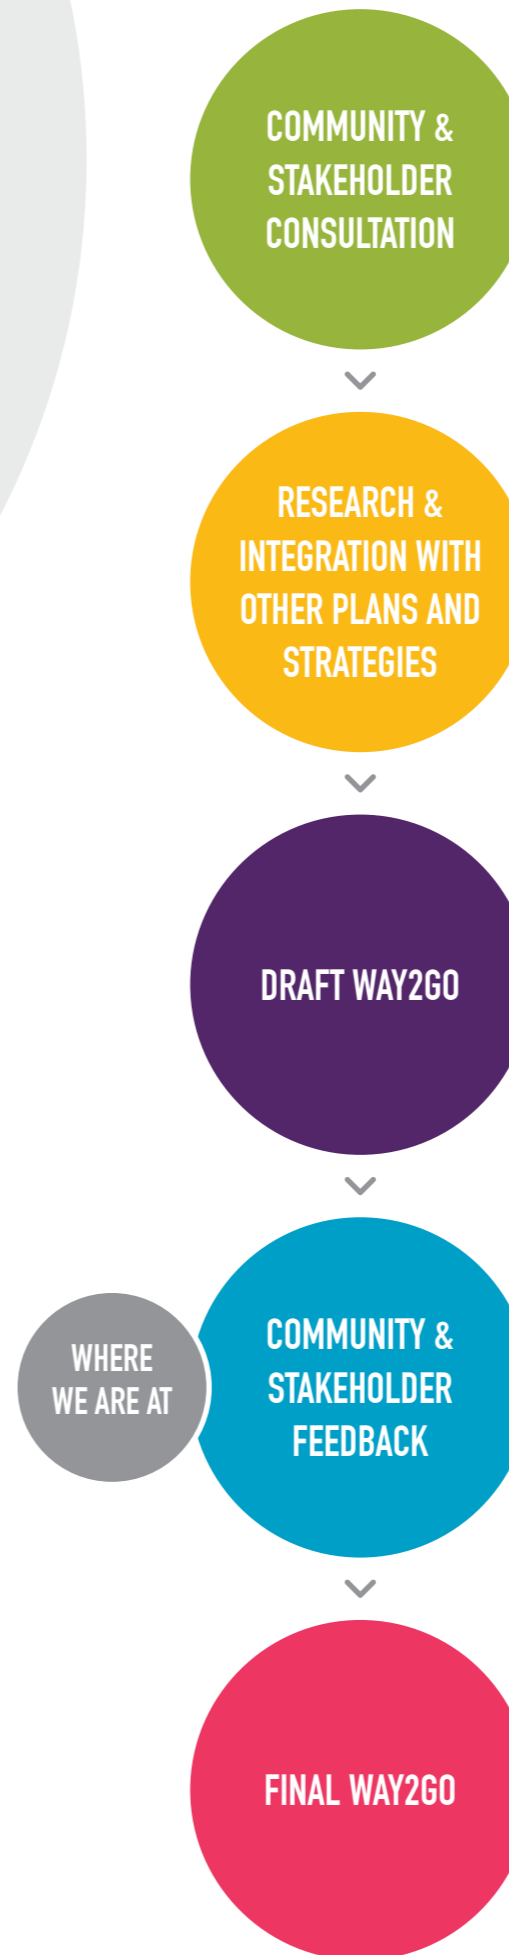 COMMUNITY &
STAKEHOLDER
CONSULTATION
RESEARCH &
INTEGRATION WITH
OTHER PLANS AND
STRATEGIES
DRAFT WAY2GO
WHERE
WE ARE AT
COMMUNITY &
STAKEHOLDER
FEEDBACK
FINAL WAY2GO